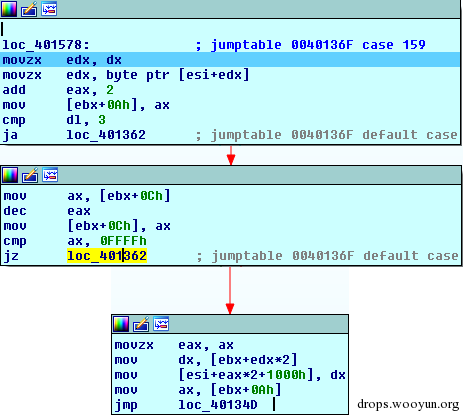 loc_401578: ; jumptable 0040136F case 159
movzx edx, dx
movzx edx, byte ptr [esi+edx]
add eax, 2
mov [ebx+0Ah], ax
cmp dl, 3
ja loc_401362 ; jumptable 0040136F default case
mov ax, [ebx+0Ch]
dec eax
mov [ebx+0Ch], ax
cmp ax, 0FFFFh
jz loc_401362 ; jumptable 0040136F default case
movzx eax, ax
mov dx, [ebx+edx*2]
mov [esi+eax*2+1000h], dx
mov ax, [ebx+0Ah]
jmp loc_40134D
drops.wooyun.org